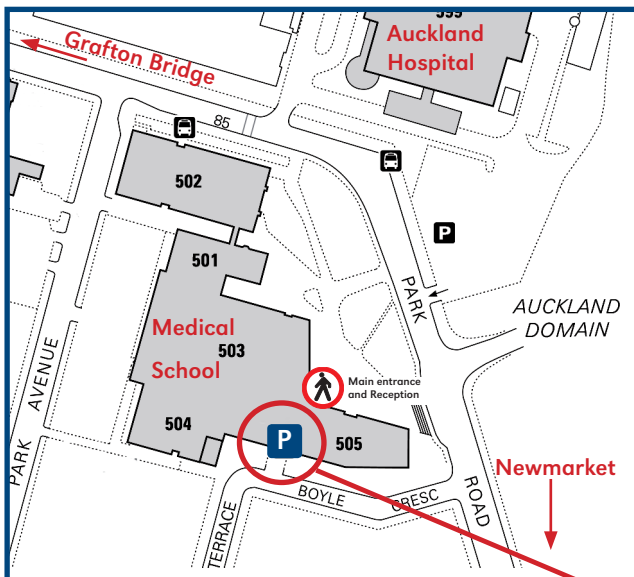 599
Auckland
Hospital
Grafton Bridge
85
502
P
501
PARK
AUCKLAND
DOMAIN
Medical
503
School
Main entrance
and Reception
PARK AVENUE
504
P
505
Newmarket
BOYLE CRESC
ROAD
TERRACE